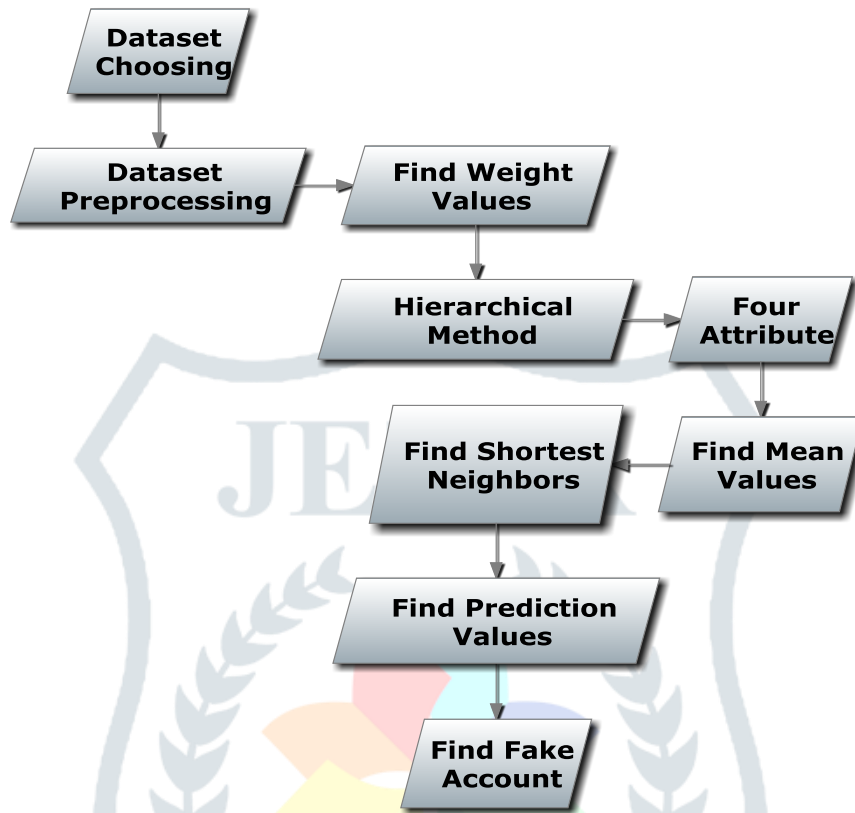 Dataset
Choosing
Dataset
Preprocessing
Find Weight
Values
Hierarchical
Method
Four
Attribute
Find Mean
Values
Find Shortest
Neighbors
Find Prediction
Values
Find Fake
Account